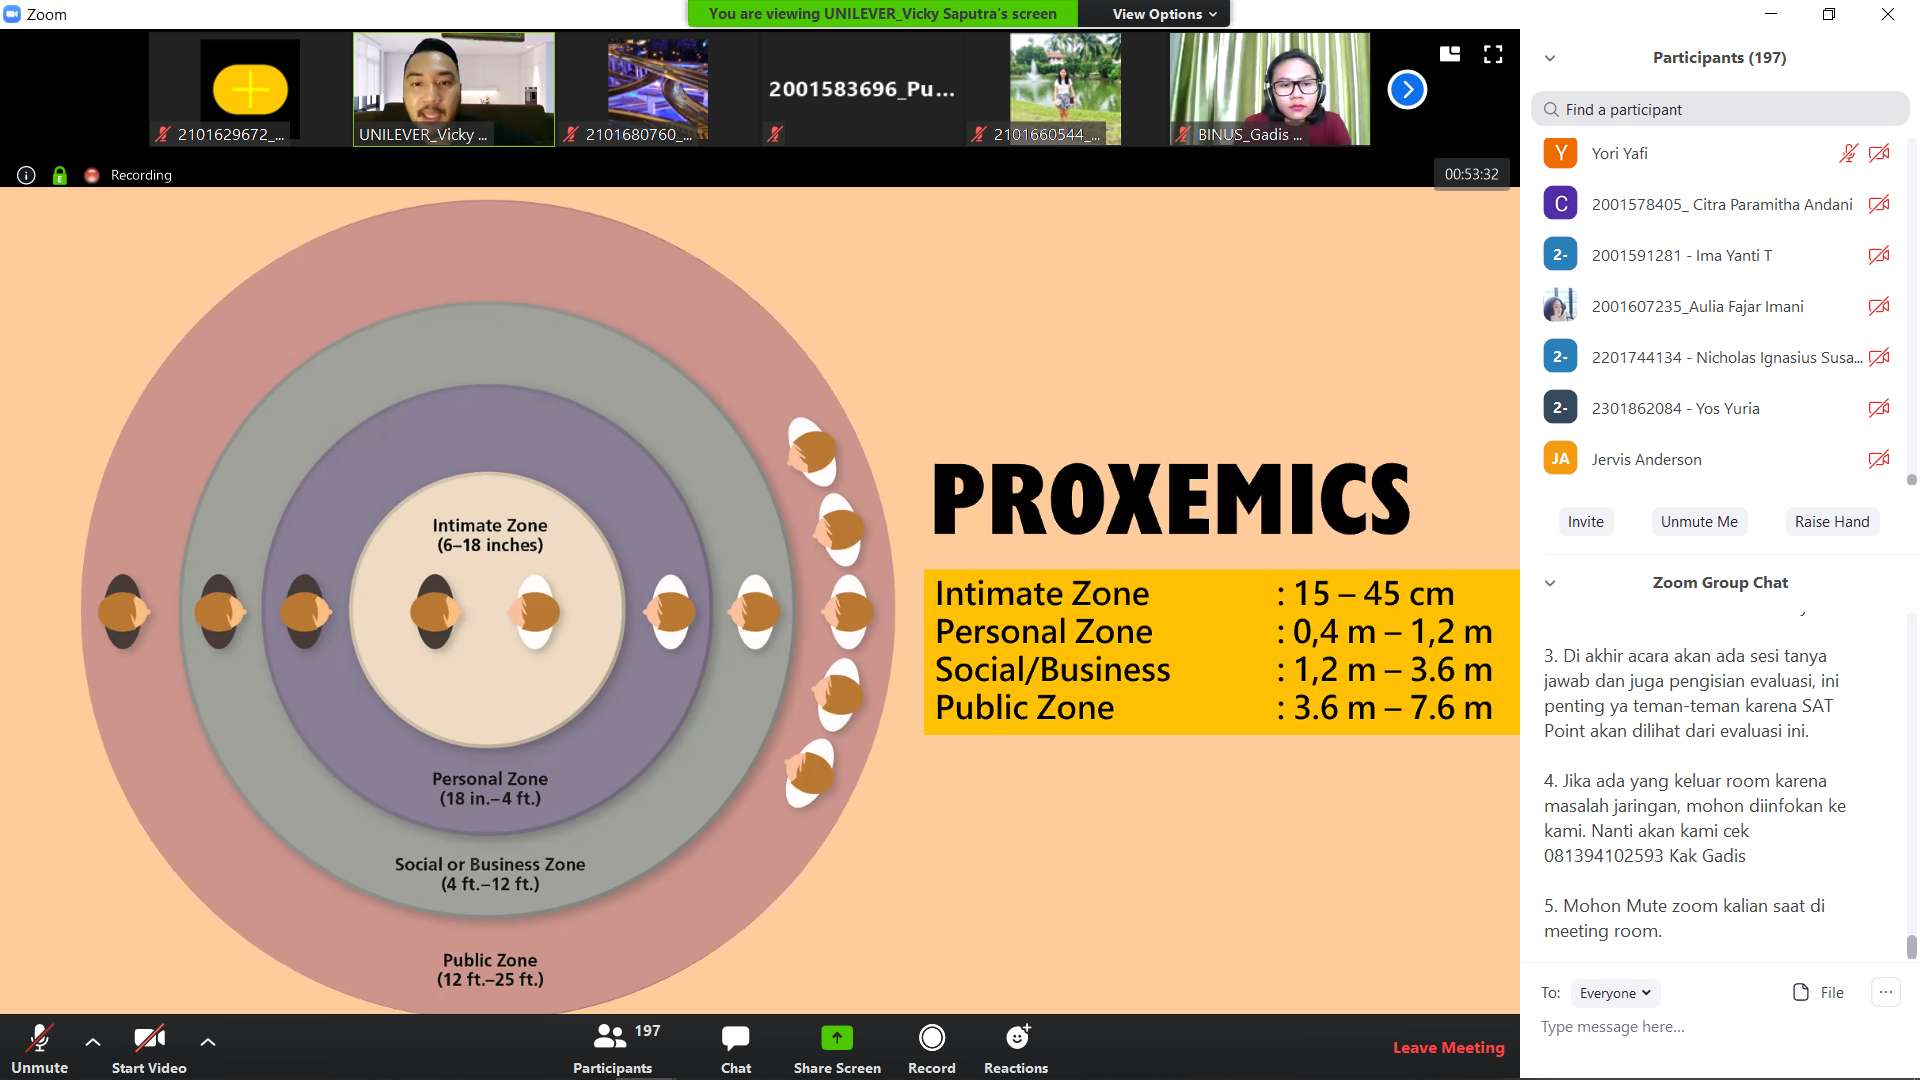 Zoom
You are viewing UNILEVER_Vicky Saputra's screen
View Options
2101629672_...
UNILEVER_Vicky ...
2101680760_...
2001583696_Pu...
2101660544_...
BINUS_Gadis ...
Recording
00:53:32
Intimate Zone
(6–18 inches)
Personal Zone
(18 in.–4 ft.)
Social or Business Zone
(4 ft.–12 ft.)
Public Zone
(12 ft.–25 ft.)
PROXEMICS
Intimate Zone : 15 – 45 cm
Personal Zone : 0,4 m – 1,2 m
Social/Business : 1,2 m – 3.6 m
Public Zone : 3.6 m – 7.6 m
Participants (197)
Find a participant
Y Yori Yafi
C 2001578405_ Citra Paramitha Andani
2- 2001591281 - Ima Yanti T
2001607235_Aulia Fajar Imani
2- 2201744134 - Nicholas Ignasius Susa...
2- 2301862084 - Yos Yuria
JA Jervis Anderson
Invite
Unmute Me
Raise Hand
Zoom Group Chat
3. Di akhir acara akan ada sesi tanya
jawab dan juga pengisian evaluasi, ini
penting ya teman-teman karena SAT
Point akan dilihat dari evaluasi ini.
4. Jika ada yang keluar room karena
masalah jaringan, mohon diinfokan ke
kami. Nanti akan kami cek
081394102593 Kak Gadis
5. Mohon Mute zoom kalian saat di
meeting room.
To: Everyone
File
Type message here...
Unmute
Start Video
197
Participants
Chat
Share Screen
Record
Reactions
Leave Meeting